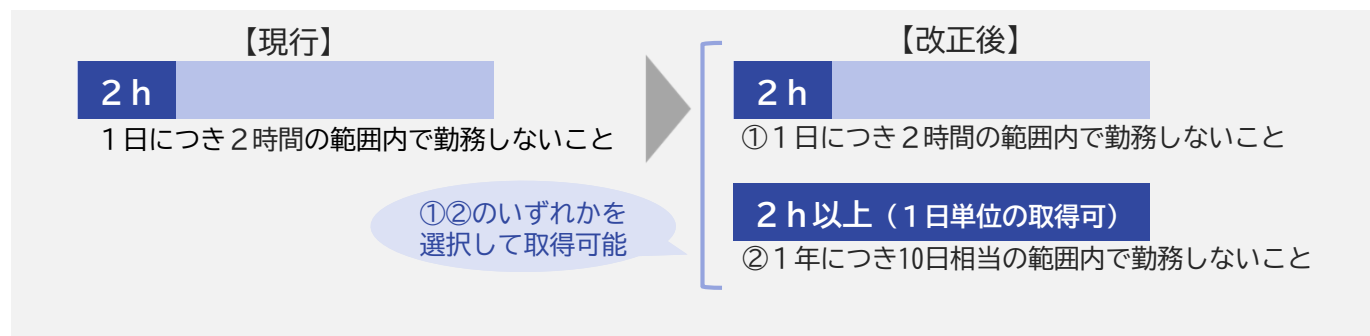 【現行】
2h
１日につき２時間の範囲内で勤務しないこと
①②のいずれかを
選択して取得可能
【改正後】
2h
①１日につき２時間の範囲内で勤務しないこと
2h以上（１日単位の取得可）
②１年につき10日相当の範囲内で勤務しないこと